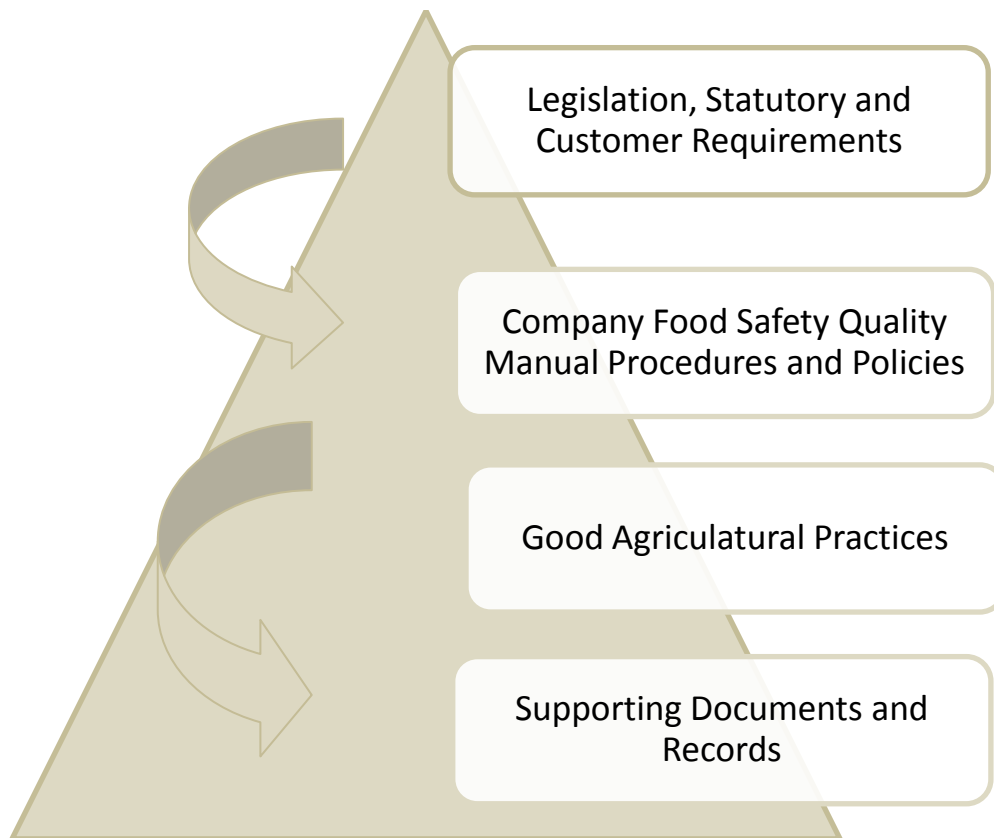 Legislation, Statutory and
Customer Requirements
Company Food Safety Quality
Manual Procedures and Policies
Good Agriculatural Practices
Supporting Documents and
Records